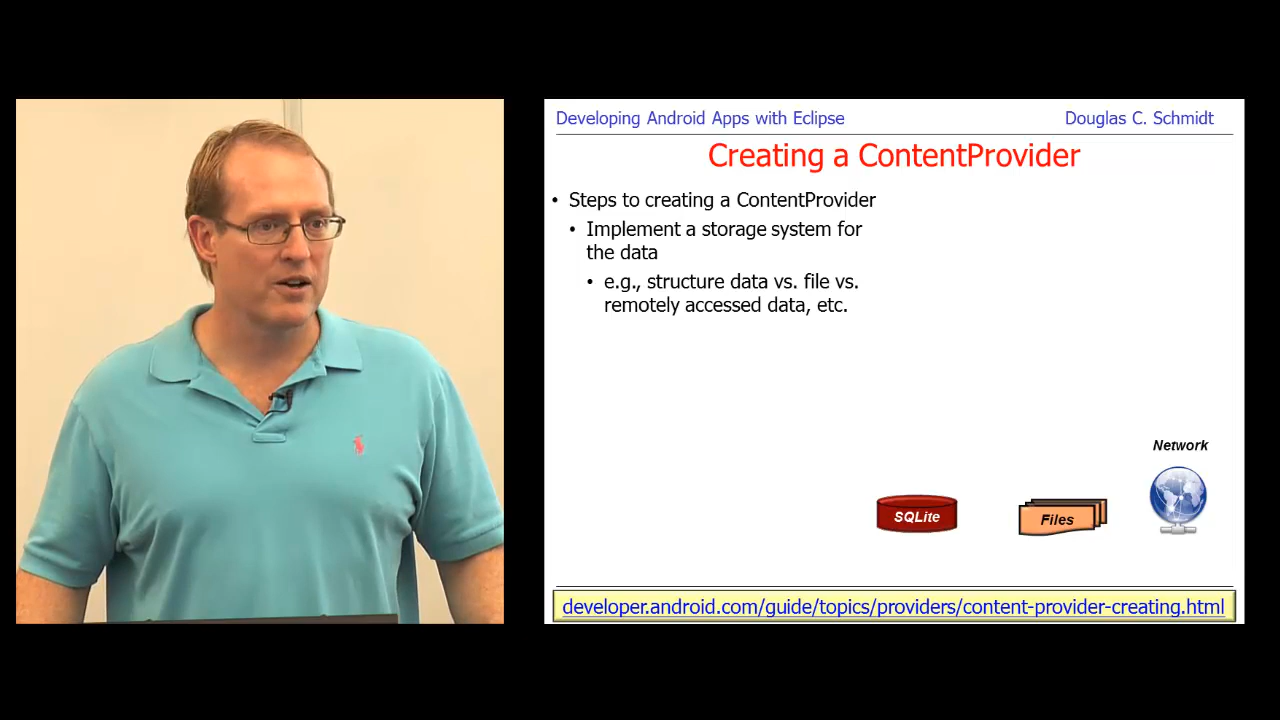 Developing Android Apps with Eclipse
Douglas C. Schmidt
Creating a ContentProvider
• Steps to creating a ContentProvider
• Implement a storage system for
the data
• e.g., structure data vs. file vs.
remotely accessed data, etc.
Network
SQLite
Files
developer.android.com/guide/topics/providers/content-provider-creating.html